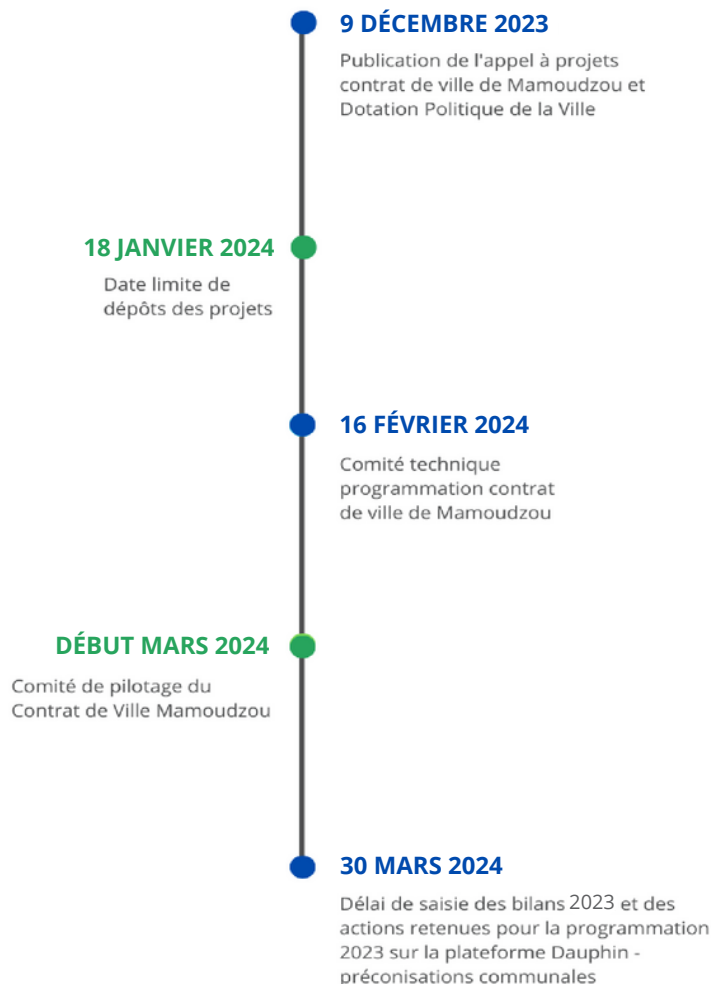 9 DÉCEMBRE 2023
Publication de l'appel à projets
contrat de ville de Mamoudzou et
Dotation Politique de la Ville
18 JANVIER 2024
Date limite de
dépôts des projets
16 FÉVRIER 2024
Comité technique
programmation contrat
de ville de Mamoudzou
DÉBUT MARS 2024
Comité de pilotage du
Contrat de Ville Mamoudzou
30 MARS 2024
Délai de saisie des bilans 2023 et des
actions retenues pour la programmation
2023 sur la plateforme Dauphin -
préconisations communales